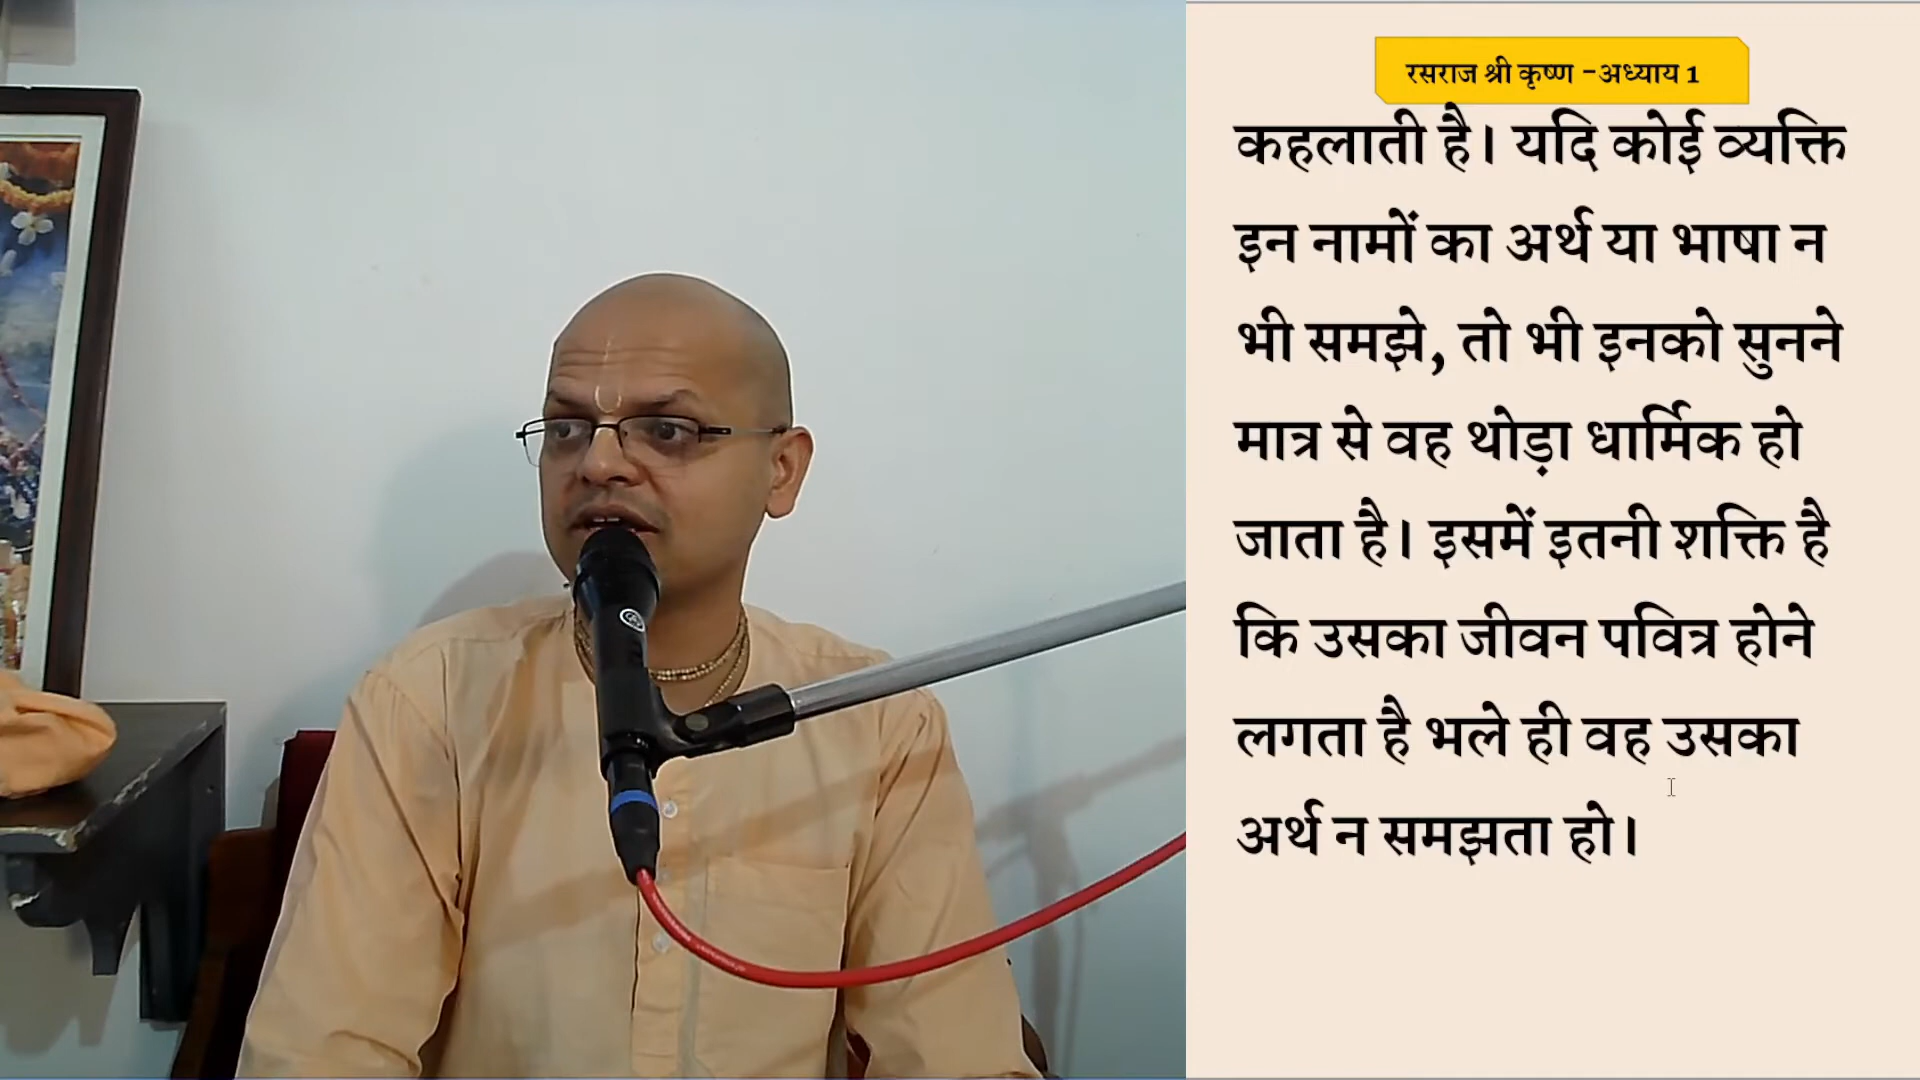 रसराज श्री कृष्ण -अध्याय 1
कहलाती है। यदि कोई व्यक्ति
इन नामों का अर्थ या भाषा न
भी समझे, तो भी इनको सुनने
मात्र से वह थोड़ा धार्मिक हो
जाता है। इसमें इतनी शक्ति है
कि उसका जीवन पवित्र होने
लगता है भले ही वह उसका
अर्थ न समझता हो।